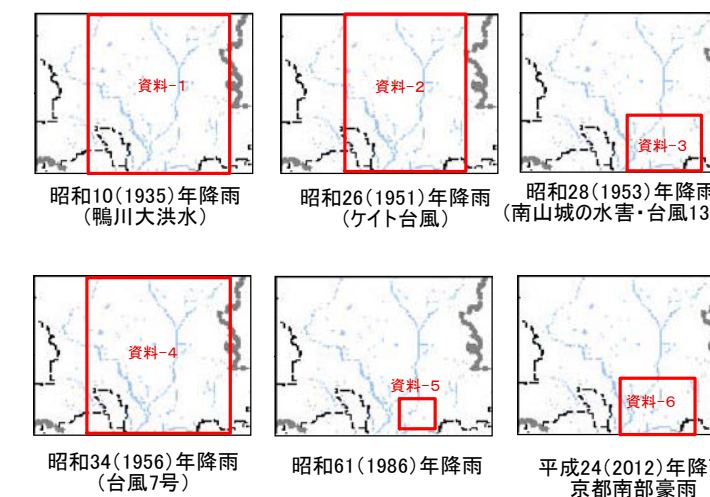 資料-1
資料-2
資料-3
昭和10(1935)年降雨
(鴨川大洪水)
昭和26(1951)年降雨
(ケイト台風)
昭和28(1953)年降雨
(南山城の水害・台風13
資料-4
資料-5
資料-6
昭和34(1956)年降雨
(台風7号)
昭和61(1986)年降雨
平成24(2012)年降
京都南部豪雨